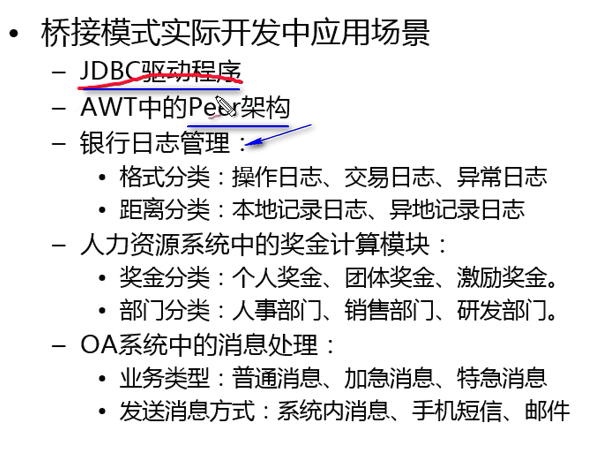 • 桥接模式实际开发中应用场景
– JDBC驱动程序
– AWT中的Peer架构
– 银行日志管理：
• 格式分类：操作日志、交易日志、异常日志
• 距离分类：本地记录日志、异地记录日志
– 人力资源系统中的奖金计算模块：
• 奖金分类：个人奖金、团体奖金、激励奖金。
• 部门分类：人事部门、销售部门、研发部门。
– OA系统中的消息处理：
• 业务类型：普通消息、加急消息、特急消息
• 发送消息方式：系统内消息、手机短信、邮件